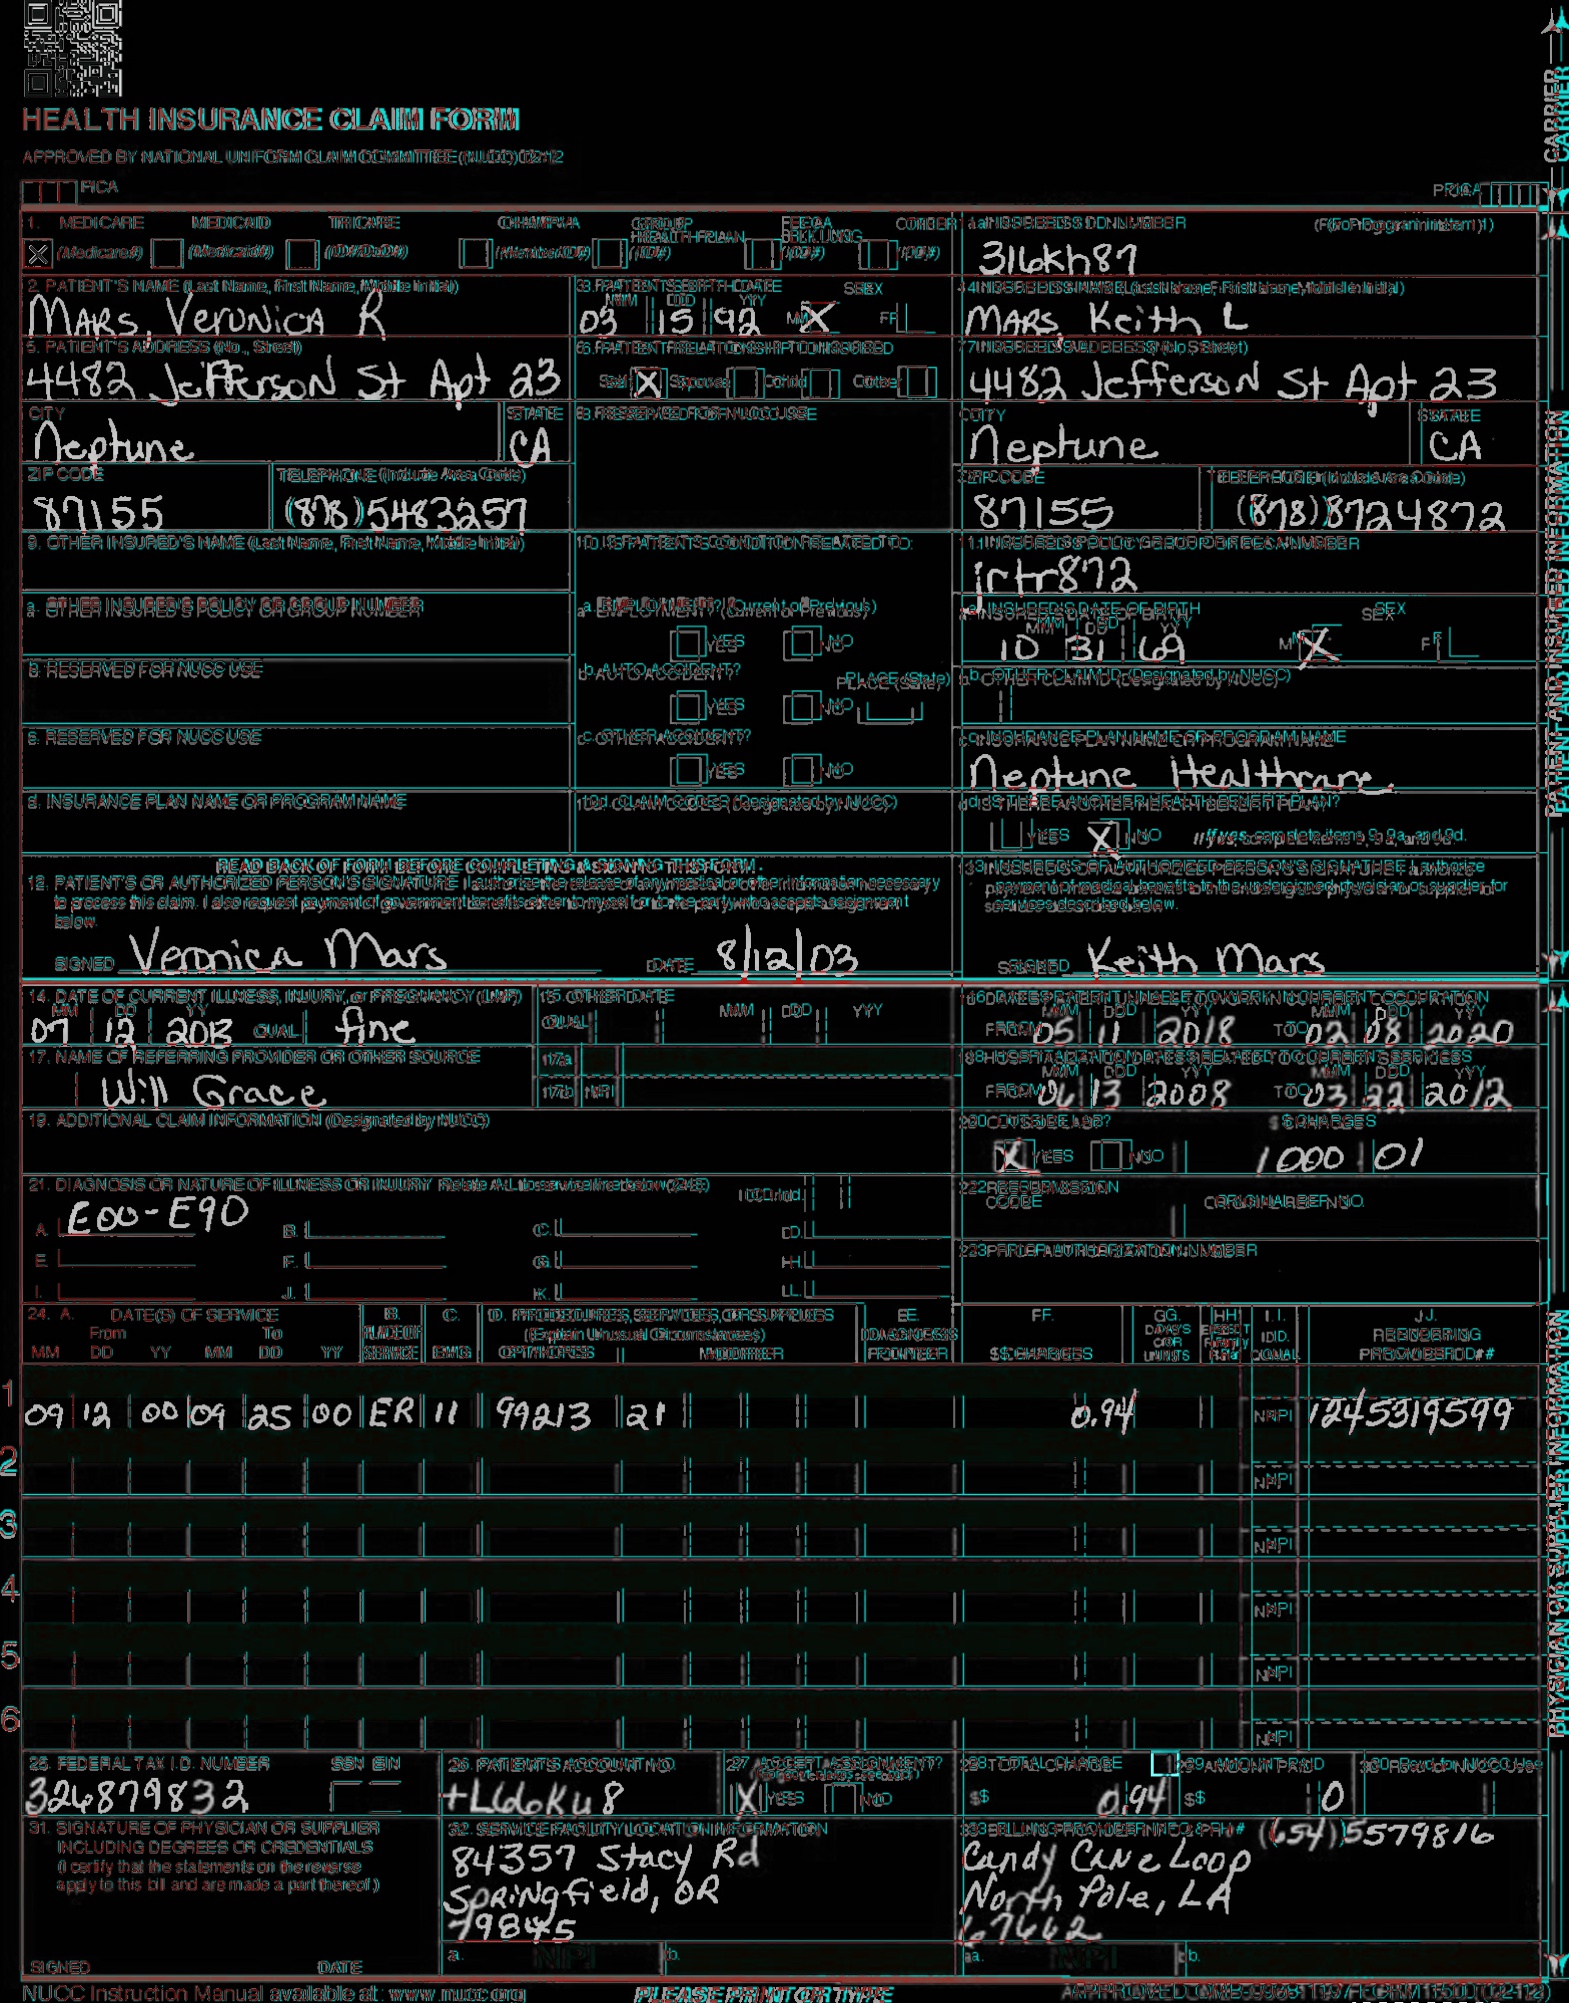 HEALTH INSURANCE CLAIM FORM
APPROVED BY NATIONAL UNIFORM CLAIM COMMITTEE (NUCC) 02/12
PICA
PICA
1. MEDICARE MEDICAID TRICARE CHAMPVA GROUP HEALTH PLAN FECA BLK LUNG OTHER
X (Medicare#) (Medicaid#) (ID#/DoD#) (Member ID#) (ID#) (ID#) (ID#)
1a. INSURED'S I.D. NUMBER (For Program in Item 1)
316kh87
2. PATIENT'S NAME (Last Name, First Name, Middle Initial)
MARS, Veronica R
3. PATIENT'S BIRTH DATE SEX
MM DD YY
03 15 92 M X F
4. INSURED'S NAME (Last Name, First Name, Middle Initial)
MARS, Keith L
5. PATIENT'S ADDRESS (No., Street)
4482 Jefferson St Apt 23
6. PATIENT RELATIONSHIP TO INSURED
Self X Spouse Child Other
7. INSURED'S ADDRESS (No., Street)
4482 Jefferson St Apt 23
CITY STATE
Neptune CA
8. RESERVED FOR NUCC USE
CITY STATE
Neptune CA
ZIP CODE TELEPHONE (Include Area Code)
87155 (878)5483257
ZIP CODE TELEPHONE (Include Area Code)
87155 (878)8724872
9. OTHER INSURED'S NAME (Last Name, First Name, Middle Initial)
10. IS PATIENT'S CONDITION RELATED TO:
11. INSURED'S POLICY GROUP OR FECA NUMBER
jrtr872
a. OTHER INSURED'S POLICY OR GROUP NUMBER
a. EMPLOYMENT? (Current or Previous)
YES NO
a. INSURED'S DATE OF BIRTH SEX
MM DD YY
10 31 69 M X F
b. RESERVED FOR NUCC USE
b. AUTO ACCIDENT? PLACE (State)
YES NO
b. OTHER CLAIM ID (Designated by NUCC)
c. RESERVED FOR NUCC USE
c. OTHER ACCIDENT?
YES NO
c. INSURANCE PLAN NAME OR PROGRAM NAME
Neptune Healthcare
d. INSURANCE PLAN NAME OR PROGRAM NAME
10d. CLAIM CODES (Designated by NUCC)
d. IS THERE ANOTHER HEALTH BENEFIT PLAN?
YES X NO If yes, complete items 9, 9a, and 9d.
READ BACK OF FORM BEFORE COMPLETING & SIGNING THIS FORM.
12. PATIENT'S OR AUTHORIZED PERSON'S SIGNATURE I authorize the release of any medical or other information necessary
to process this claim. I also request payment of government benefits either to myself or to the party who accepts assignment
below.
SIGNED Veronica Mars DATE 8/12/03
13. INSURED'S OR AUTHORIZED PERSON'S SIGNATURE I authorize
payment of medical benefits to the undersigned physician or supplier for
services described below.
SIGNED Keith Mars
14. DATE OF CURRENT ILLNESS, INJURY, or PREGNANCY (LMP)
MM DD YY
07 12 2013 QUAL. fine
15. OTHER DATE
QUAL. MM DD YY
16. DATES PATIENT UNABLE TO WORK IN CURRENT OCCUPATION
MM DD YY MM DD YY
FROM 05 11 2018 TO 02 08 2020
17. NAME OF REFERRING PROVIDER OR OTHER SOURCE
Will Grace
17a.
17b. NPI
18. HOSPITALIZATION DATES RELATED TO CURRENT SERVICES
MM DD YY MM DD YY
FROM 06 13 2008 TO 03 22 2012
19. ADDITIONAL CLAIM INFORMATION (Designated by NUCC)
20. OUTSIDE LAB? $ CHARGES
X YES NO 1000 01
21. DIAGNOSIS OR NATURE OF ILLNESS OR INJURY Relate A-L to service line below (24E) ICD Ind.
A. E00-E90 B. C. D.
E. F. G. H.
I. J. K. L.
22. RESUBMISSION CODE ORIGINAL REF. NO.
23. PRIOR AUTHORIZATION NUMBER
24. A. DATE(S) OF SERVICE B. C. D. PROCEDURES, SERVICES, OR SUPPLIES E. F. G. H. I. J.
From To PLACE OF (Explain Unusual Circumstances) DIAGNOSIS DAYS OR EPSDT Family ID. RENDERING
MM DD YY MM DD YY SERVICE EMG CPT/HCPCS MODIFIER POINTER $ CHARGES UNITS Plan QUAL. PROVIDER ID. #
1 09 12 00 09 25 00 ER 11 99213 21 0.94 NPI 1245319599
2 NPI
3 NPI
4 NPI
5 NPI
6 NPI
25. FEDERAL TAX I.D. NUMBER SSN EIN
324879832
26. PATIENT'S ACCOUNT NO.
+L66Ku8
27. ACCEPT ASSIGNMENT?
(For govt. claims, see back)
X YES NO
28. TOTAL CHARGE
$ 0.94
29. AMOUNT PAID
$ 0
30. Rsvd for NUCC Use
31. SIGNATURE OF PHYSICIAN OR SUPPLIER
INCLUDING DEGREES OR CREDENTIALS
(I certify that the statements on the reverse
apply to this bill and are made a part thereof.)
SIGNED DATE
32. SERVICE FACILITY LOCATION INFORMATION
84357 Stacy Rd
Springfield, OR
79845
a. NPI b.
33. BILLING PROVIDER INFO & PH # (654)5579816
Candy Cane Loop
North Pole, LA
67662
a. NPI b.
NUCC Instruction Manual available at: www.nucc.org
PLEASE PRINT OR TYPE
APPROVED OMB-0938-1197 FORM 1500 (02-12)
CARRIER
PATIENT AND INSURED INFORMATION
PHYSICIAN OR SUPPLIER INFORMATION